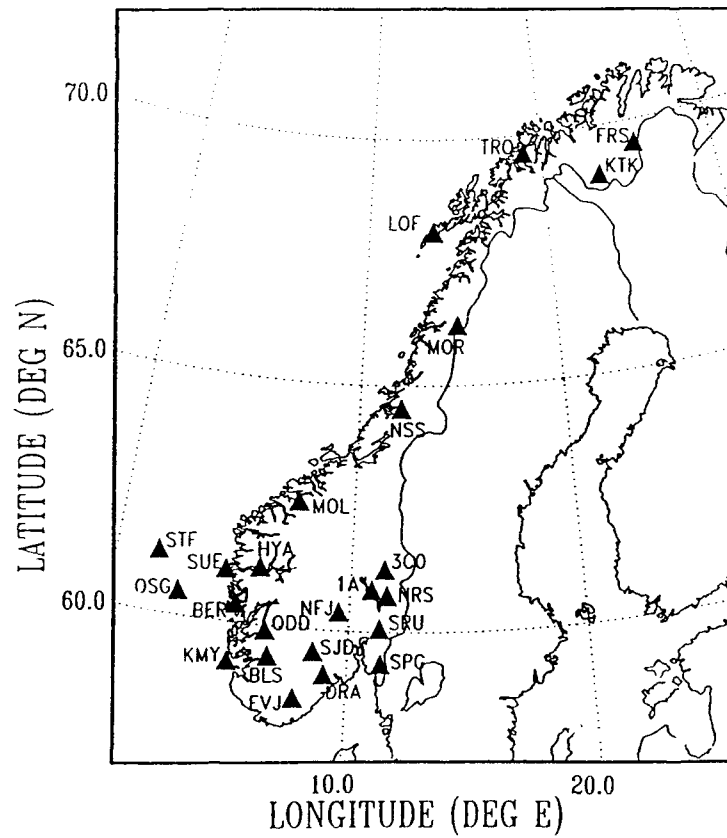 70.0
TRO
FRS
KTK
LOF
LATITUDE (DEG N)
65.0
MOR
NSS
MOL
STF
SUE
HYA
3C0
OSG
1A
NRS
60.0
BER
ODD
NFJ
SRU
KMY
BLS
SJD
SPG
EVJ
DRA
10.0
20.0
LONGITUDE (DEG E)